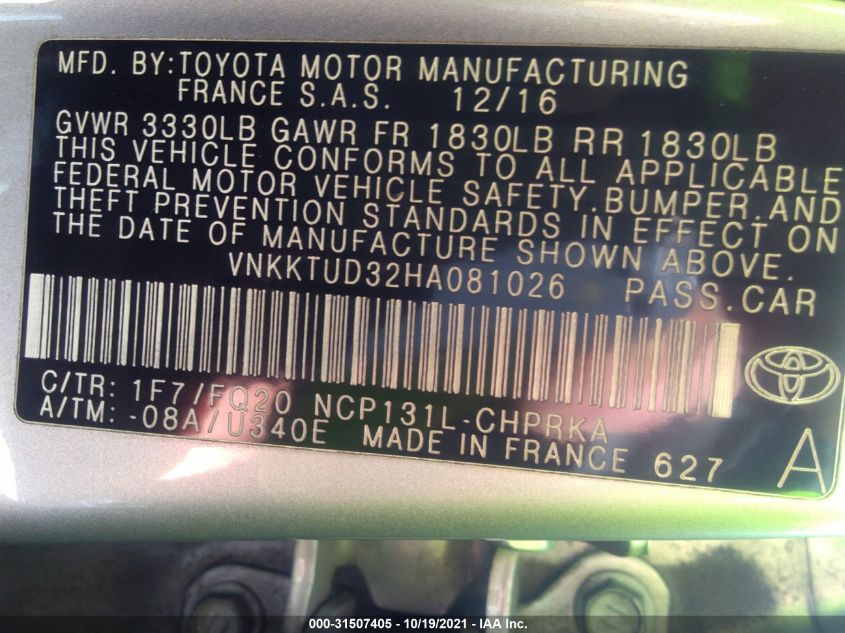 MFD. BY:TOYOTA MOTOR MANUFACTURING
FRANCE S.A.S. 12/16
GVWR 3330LB GAWR FR 1830LB RR 1830LB
THIS VEHICLE CONFORMS TO ALL APPLICABLE
FEDERAL MOTOR VEHICLE SAFETY,BUMPER,AND
THEFT PREVENTION STANDARDS IN EFFECT ON
THE DATE OF MANUFACTURE SHOWN ABOVE.
VNKKTUD32HA081026 PASS.CAR
C/TR: 1F7/FQ20 NCP131L-CHPRKA
A/TM: -08A/U340E MADE IN FRANCE 627 A
000-31507405 - 10/19/2021 - IAA Inc.